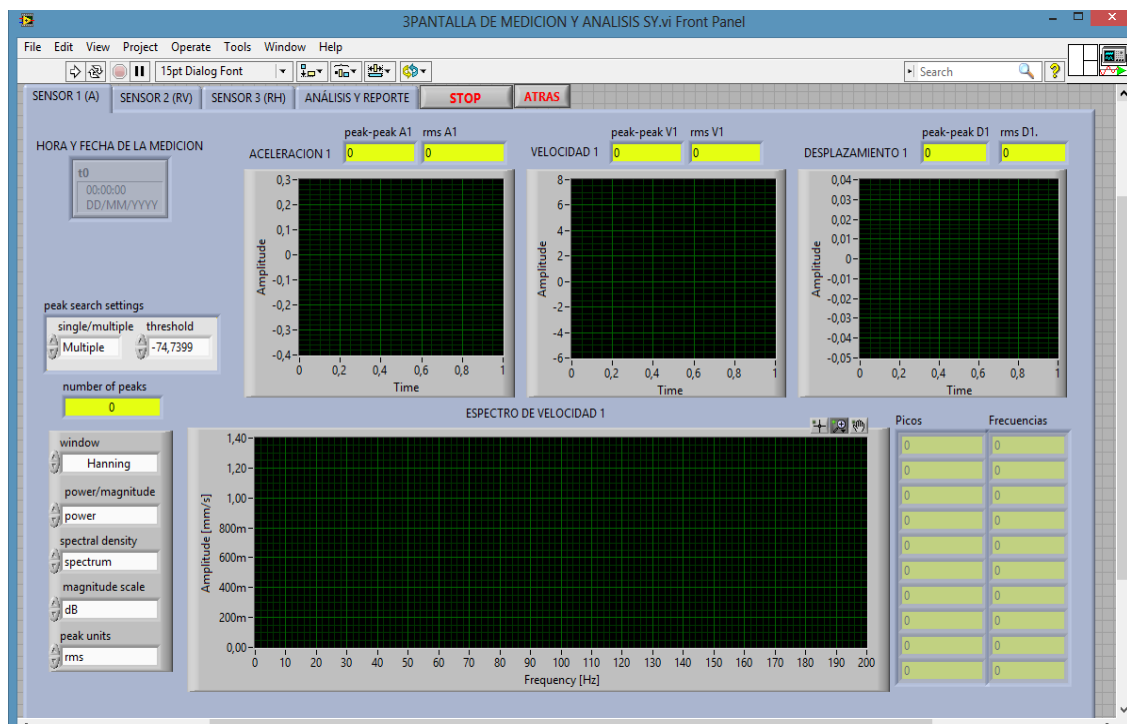 3PANTALLA DE MEDICION Y ANALISIS SY.vi Front Panel
File Edit View Project Operate Tools Window Help
15pt Dialog Font
Search
SENSOR 1 (A) SENSOR 2 (RV) SENSOR 3 (RH) ANÁLISIS Y REPORTE STOP ATRAS
HORA Y FECHA DE LA MEDICION
t0
00:00:00
DD/MM/YYYY
peak search settings
single/multiple threshold
Multiple -74,7399
number of peaks
0
window
Hanning
power/magnitude
power
spectral density
spectrum
magnitude scale
dB
peak units
rms
peak-peak A1 rms A1
ACELERACION 1 0 0
0,3
0,2
0,1
0
-0,1
-0,2
-0,3
-0,4
Amplitude
0 0,2 0,4 0,6 0,8 1
Time
peak-peak V1 rms V1
VELOCIDAD 1 0 0
8
6
4
2
0
-2
-4
-6
Amplitude
0 0,2 0,4 0,6 0,8 1
Time
peak-peak D1 rms D1.
DESPLAZAMIENTO 1 0 0
0,04
0,03
0,02
0,01
0
-0,01
-0,02
-0,03
-0,04
-0,05
Amplitude
0 0,2 0,4 0,6 0,8 1
Time
ESPECTRO DE VELOCIDAD 1
1,40
1,20
1,00
800m
600m
400m
200m
0,00
Amplitude [mm/s]
0 10 20 30 40 50 60 70 80 90 100 110 120 130 140 150 160 170 180 190 200
Frequency [Hz]
Picos Frecuencias
0 0
0 0
0 0
0 0
0 0
0 0
0 0
0 0
0 0
0 0